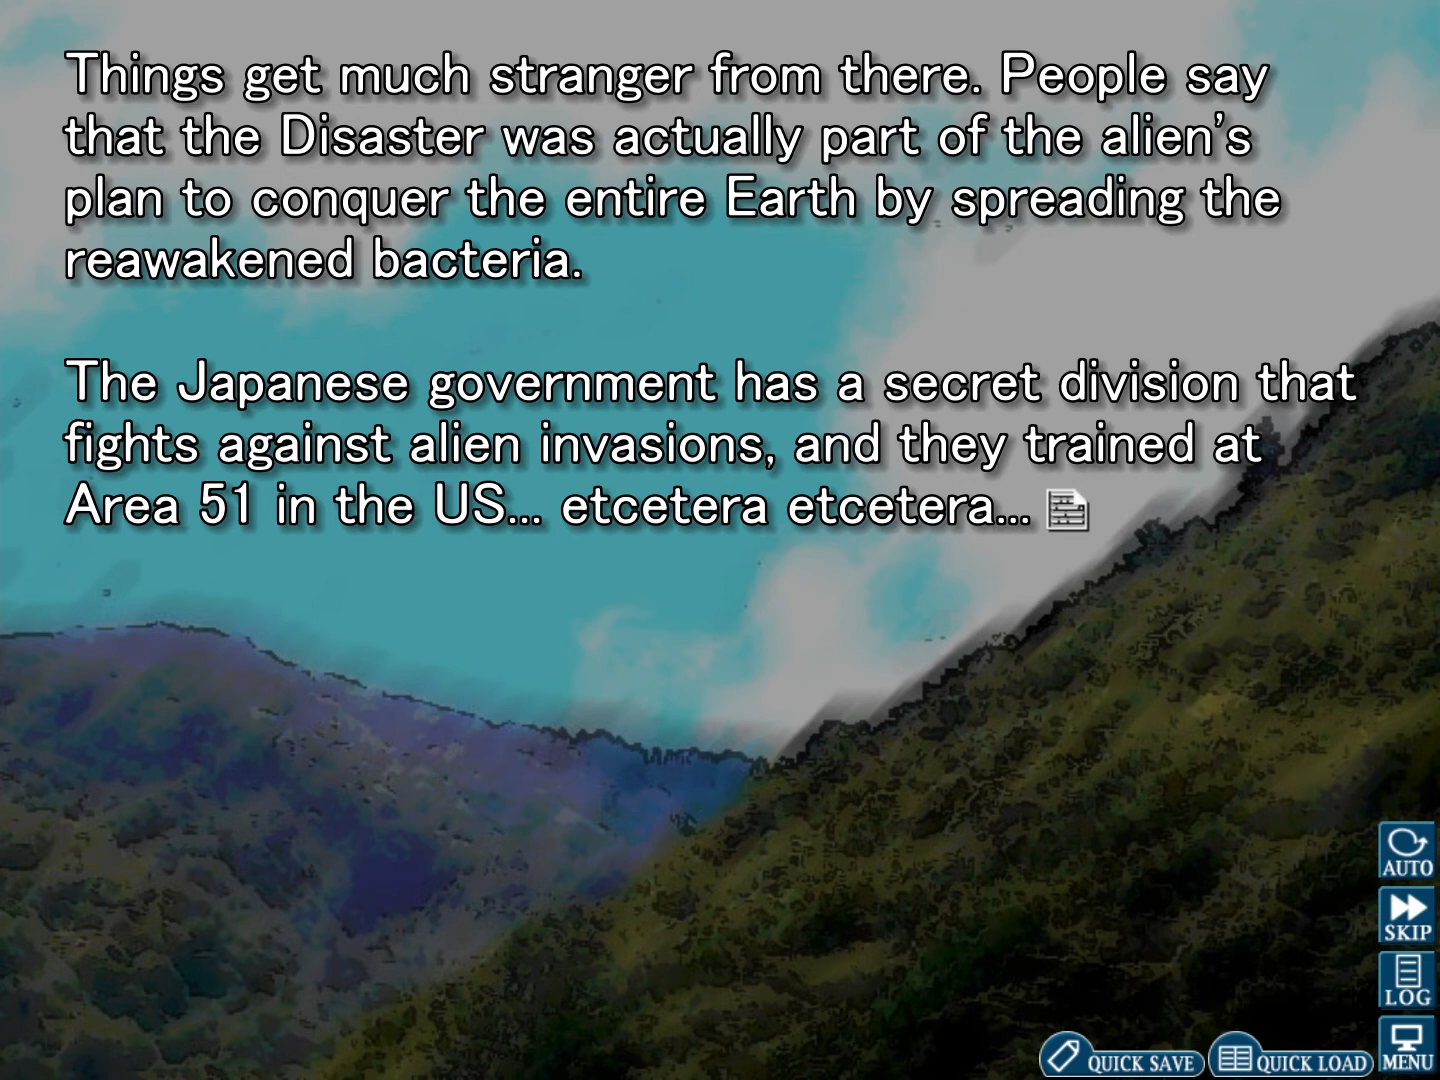 Things get much stranger from there. People say
that the Disaster was actually part of the alien's
plan to conquer the entire Earth by spreading the
reawakened bacteria.
The Japanese government has a secret division that
fights against alien invasions, and they trained at
Area 51 in the US... etcetera etcetera...
AUTO
SKIP
LOG
QUICK SAVE
QUICK LOAD
MENU